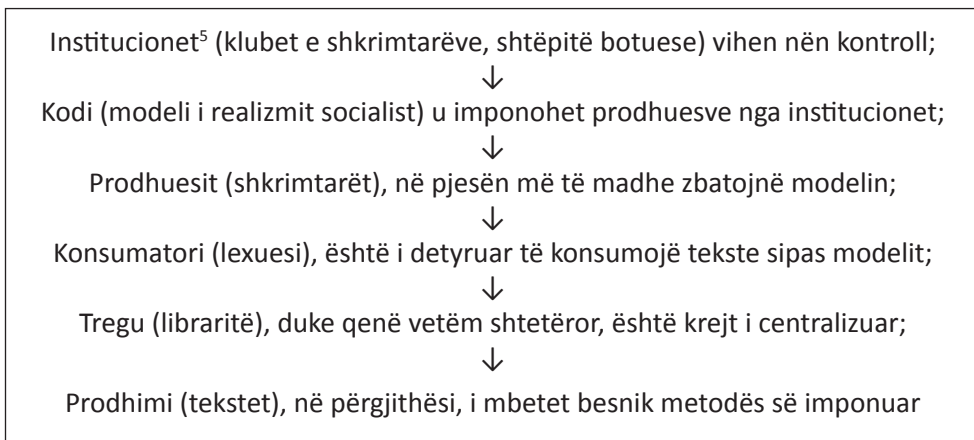 Institucionet⁵ (klubet e shkrimtarëve, shtëpitë botuese) vihen nën kontroll;
↓
Kodi (modeli i realizmit socialist) u imponohet prodhuesve nga institucionet;
↓
Prodhuesit (shkrimtarët), në pjesën më të madhe zbatojnë modelin;
↓
Konsumatori (lexuesi), është i detyruar të konsumojë tekste sipas modelit;
↓
Tregu (libraritë), duke qenë vetëm shtetëror, është krejt i centralizuar;
↓
Prodhimi (tekstet), në përgjithësi, i mbetet besnik metodës së imponuar